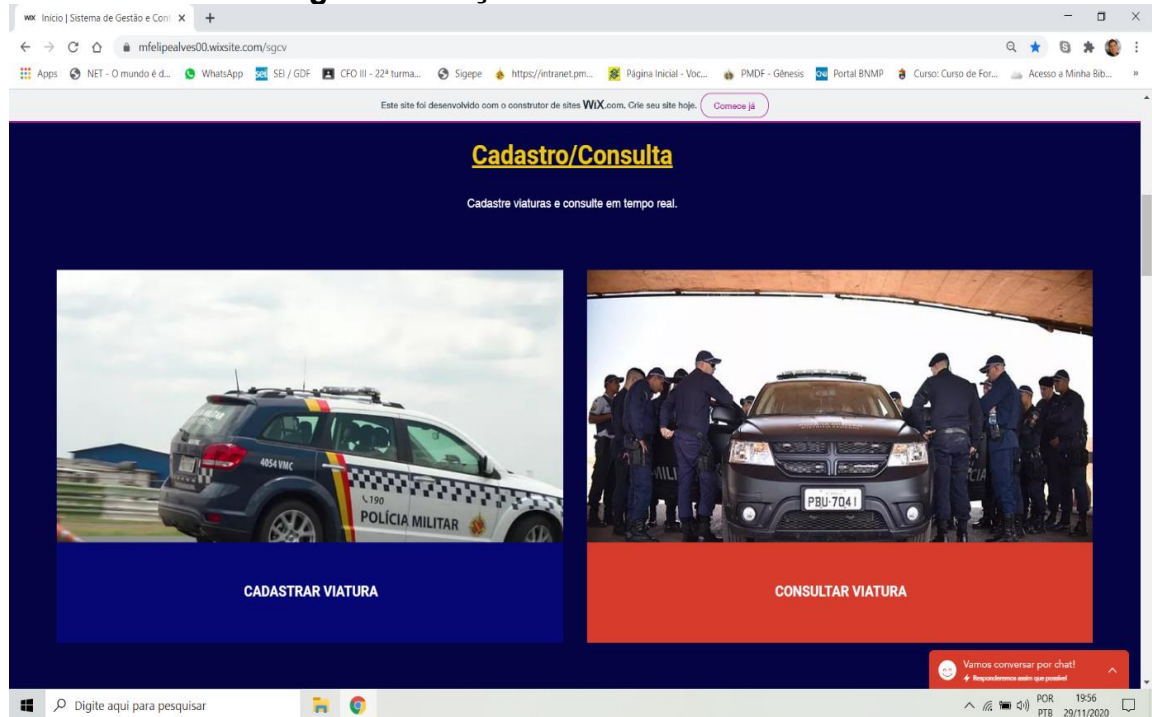 Início | Sistema de Gestão e Cont
mfelipealves00.wixsite.com/sgcv
Apps NET - O mundo é d... WhatsApp SEI / GDF CFO III - 22ª turma... Sigepe https://intranet.pm... Página Inicial - Voc... PMDF - Gênesis Portal BNMP Curso: Curso de For... Acesso a Minha Bib... »
Este site foi desenvolvido com o construtor de sites WiX.com. Crie seu site hoje. Comece já
Cadastro/Consulta
Cadastre viaturas e consulte em tempo real.
4054 VMC
190
POLÍCIA MILITAR
PBU-7041
CADASTRAR VIATURA
CONSULTAR VIATURA
Vamos conversar por chat!
Responderemos assim que possível
Digite aqui para pesquisar
POR 19:56
PTB 29/11/2020